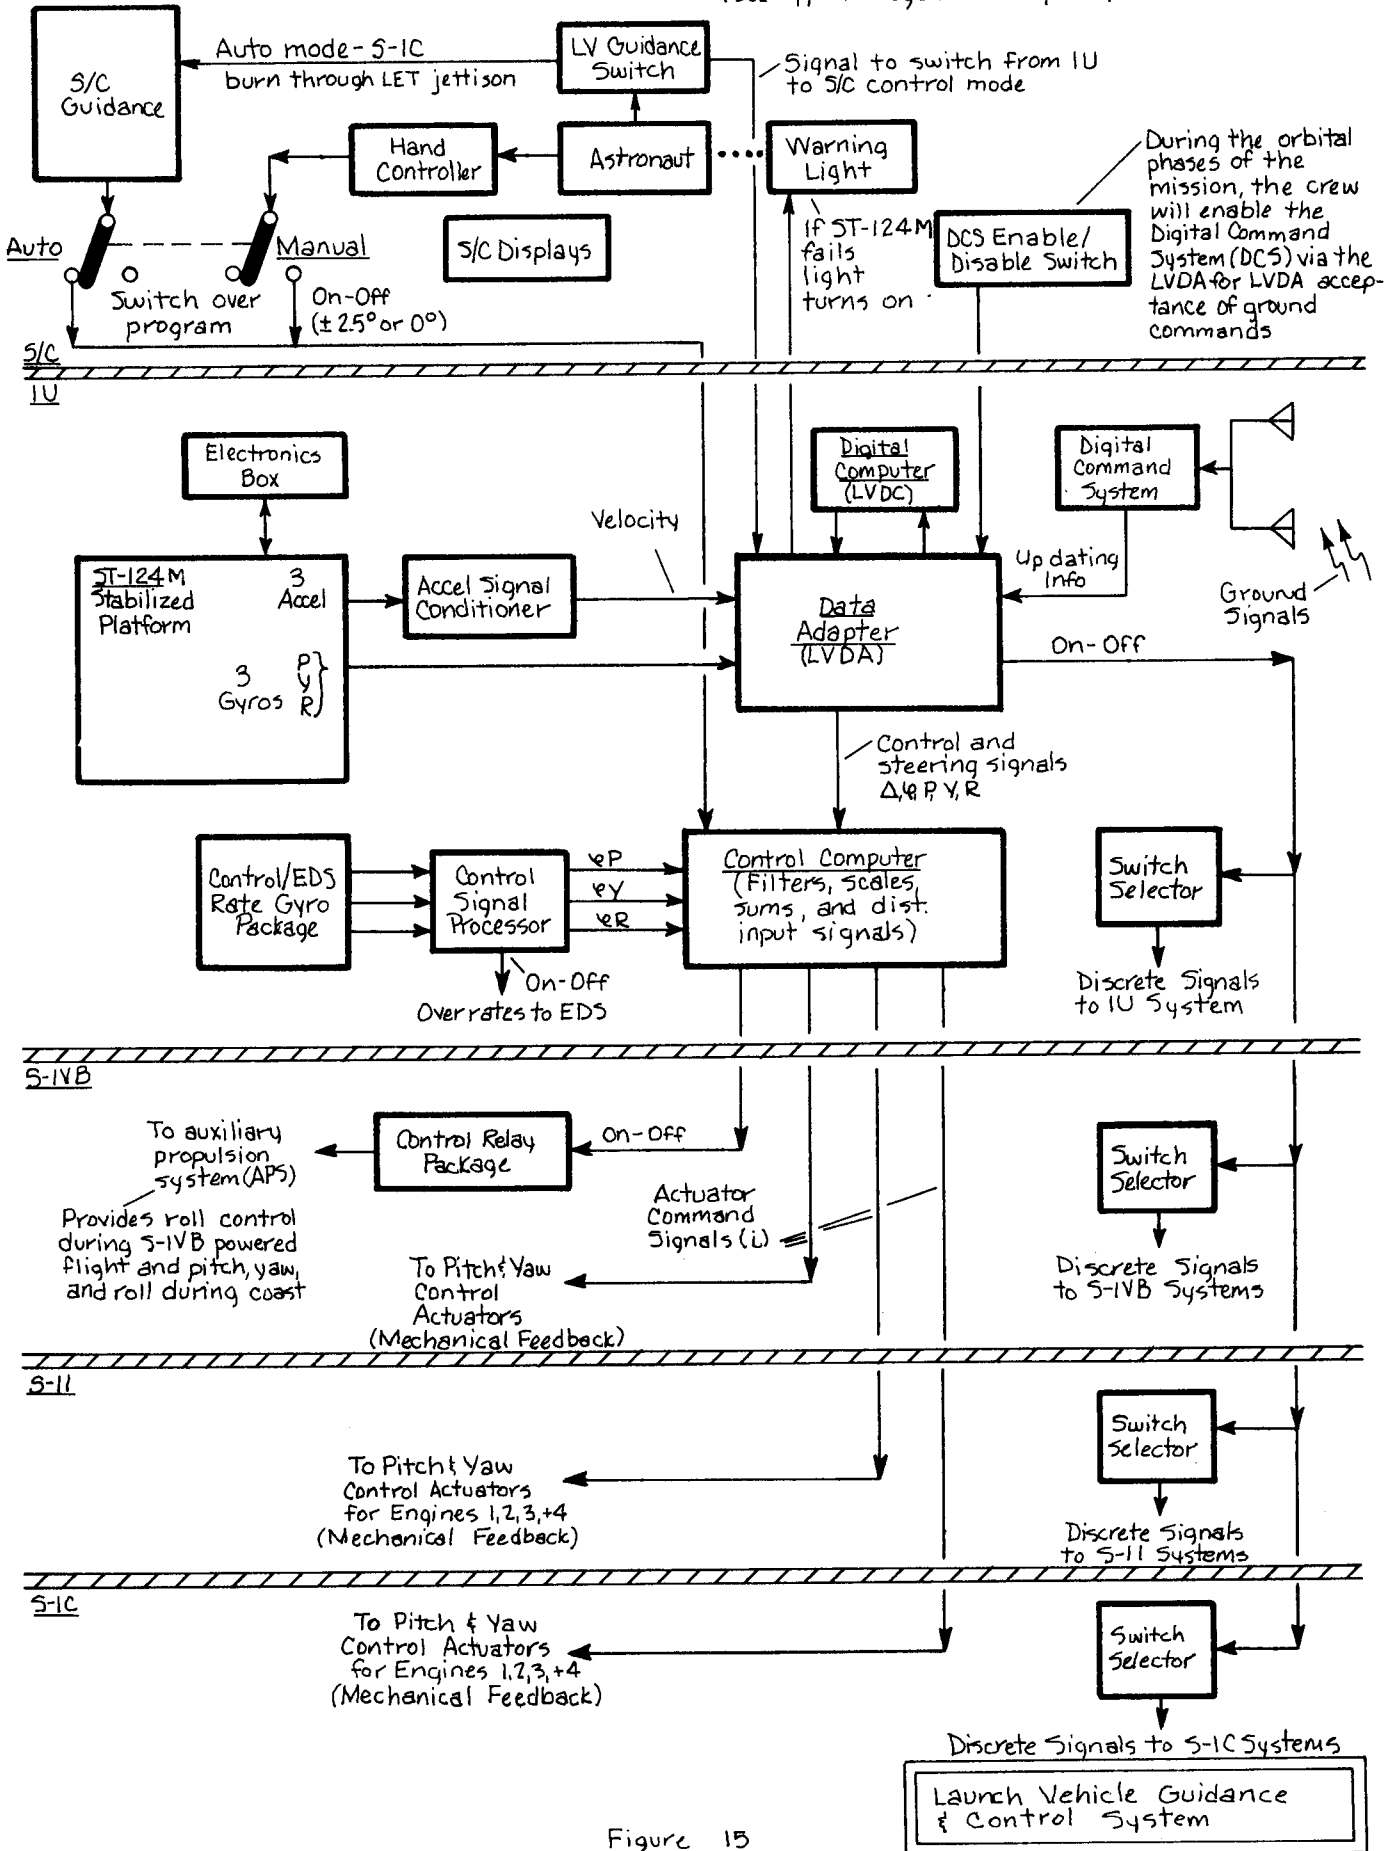 Auto mode - S-IC
burn through LET jettison
LV Guidance
Switch
Signal to switch from IU
to S/C control mode
S/C
Guidance
Hand
Controller
Astronaut
Warning
Light
During the orbital
phases of the
mission, the crew
will enable the
Digital Command
System (DCS) via the
LVDA for LVDA accep-
tance of ground
commands
If ST-124M
fails
light
turns on
DCS Enable/
Disable Switch
S/C Displays
Auto
Manual
Switch over
program
On-Off
(± 2.5° or 0°)
S/C
IU
Electronics
Box
Digital
Computer
(LVDC)
Digital
Command
System
Velocity
Up dating
Info
Ground
Signals
ST-124M
Stabilized
Platform
3
Accel
3
Gyros
P
Y
R
Accel Signal
Conditioner
Data
Adapter
(LVDA)
On-Off
Control and
steering signals
Δ, φ, P, Y, R
Control/EDS
Rate Gyro
Package
Control
Signal
Processor
φP
φY
φR
Control Computer
(Filters, scales,
sums, and dist.
input signals)
Switch
Selector
On-Off
Overrates to EDS
Discrete Signals
to IU System
S-IVB
To auxiliary
propulsion
system (APS)
Provides roll control
during S-IVB powered
flight and pitch, yaw,
and roll during coast
Control Relay
Package
On-Off
Actuator
Command
Signals (i)
To Pitch & Yaw
Control
Actuators
(Mechanical Feedback)
Switch
Selector
Discrete Signals
to S-IVB Systems
S-II
To Pitch & Yaw
Control Actuators
for Engines 1,2,3,+4
(Mechanical Feedback)
Switch
Selector
Discrete Signals
to S-II Systems
S-IC
To Pitch & Yaw
Control Actuators
for Engines 1,2,3,+4
(Mechanical Feedback)
Switch
Selector
Discrete Signals to S-IC Systems
Launch Vehicle Guidance
& Control System
Figure 15